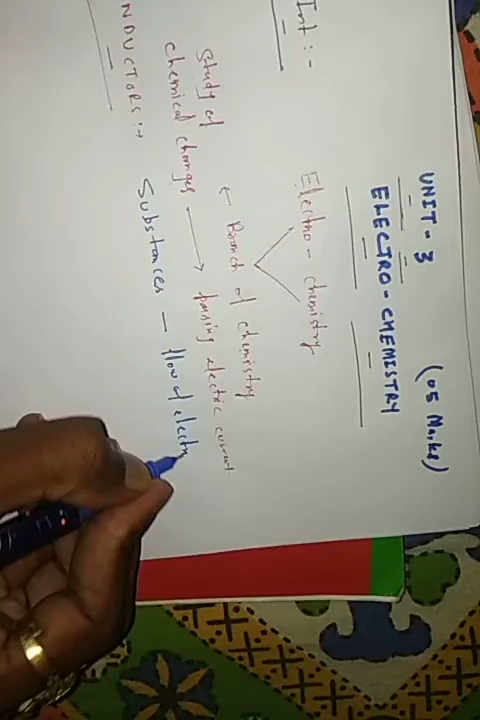 UNIT - 3 (05 Marks)
ELECTRO - CHEMISTRY
Int :-
Electro - chemistry
← Branch of chemistry
Study of
chemical changes → passing electric current.
NDUCTORS :→ Substances - flow of electr